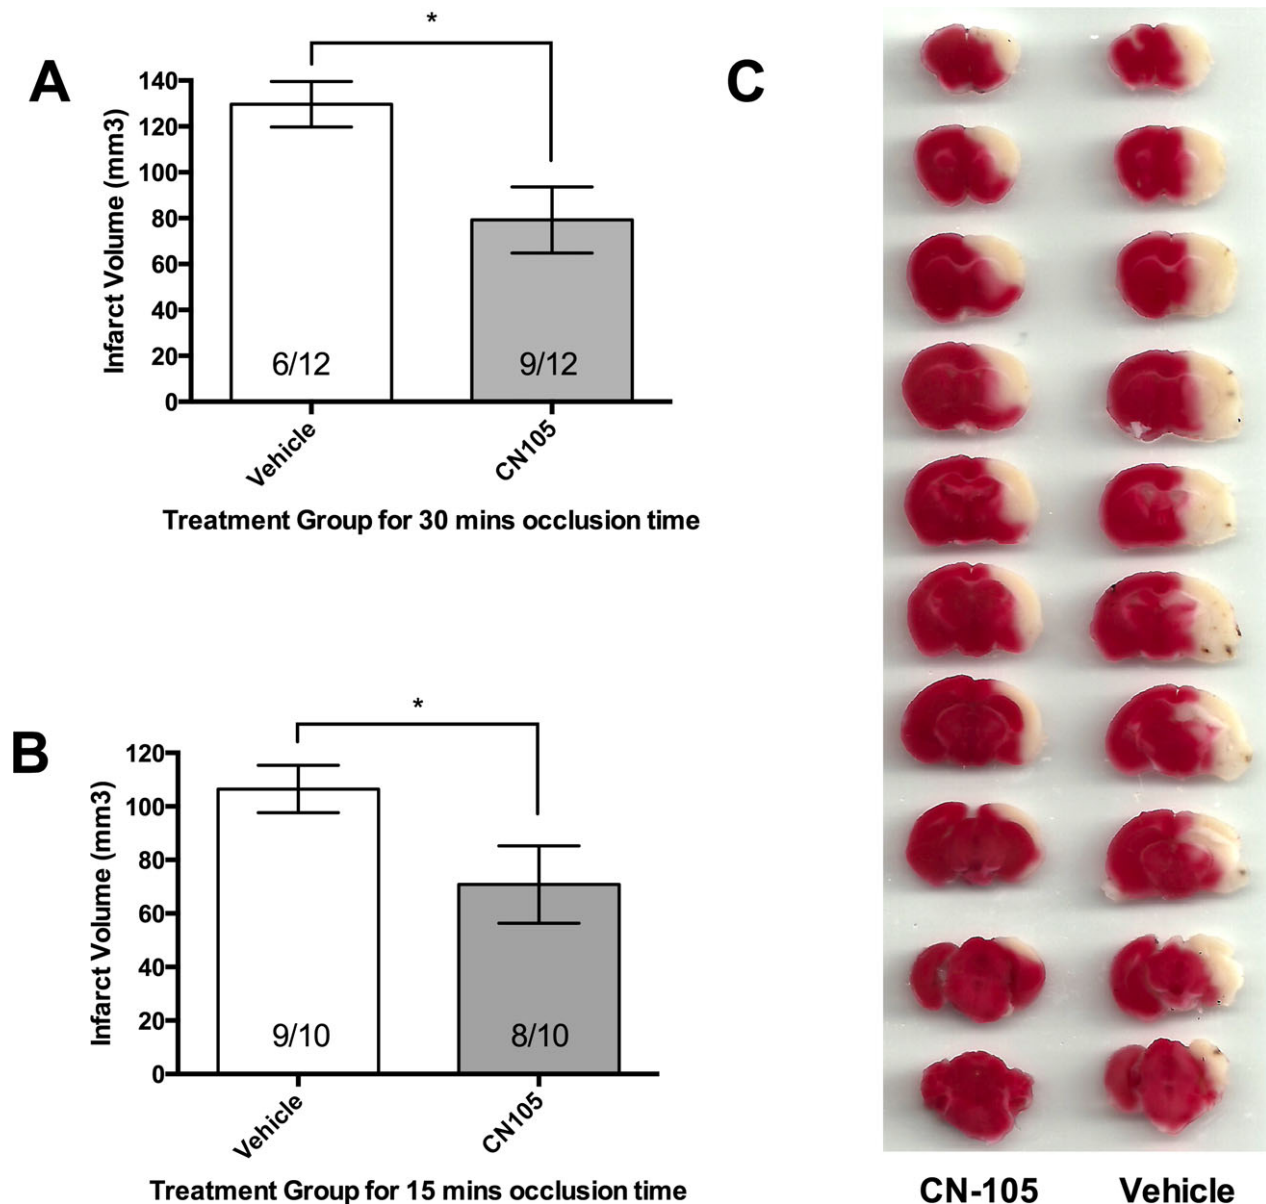 A
*
140
120
100
80
60
40
20
0
Infarct Volume (mm3)
6/12
9/12
Vehicle
CN105
Treatment Group for 30 mins occlusion time
B
*
120
100
80
60
40
20
0
Infarct Volume (mm3)
9/10
8/10
Vehicle
CN105
Treatment Group for 15 mins occlusion time
C
CN-105
Vehicle